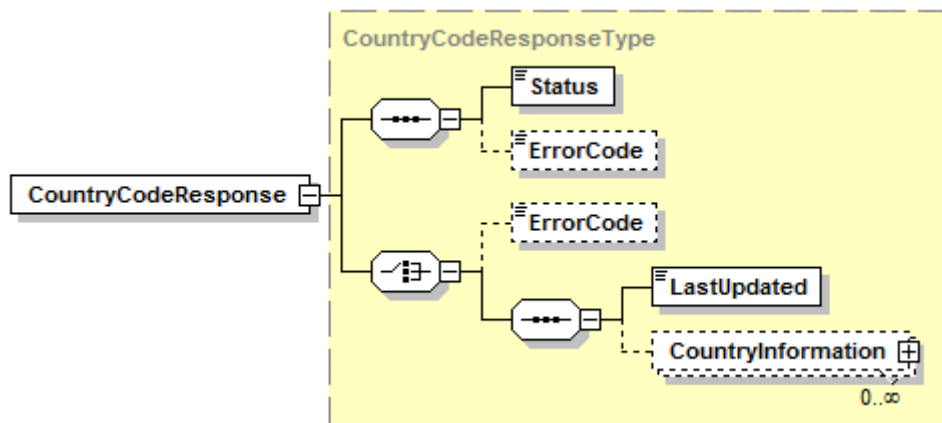 CountryCodeResponseType
Status
ErrorCode
CountryCodeResponse
ErrorCode
LastUpdated
CountryInformation
0..∞